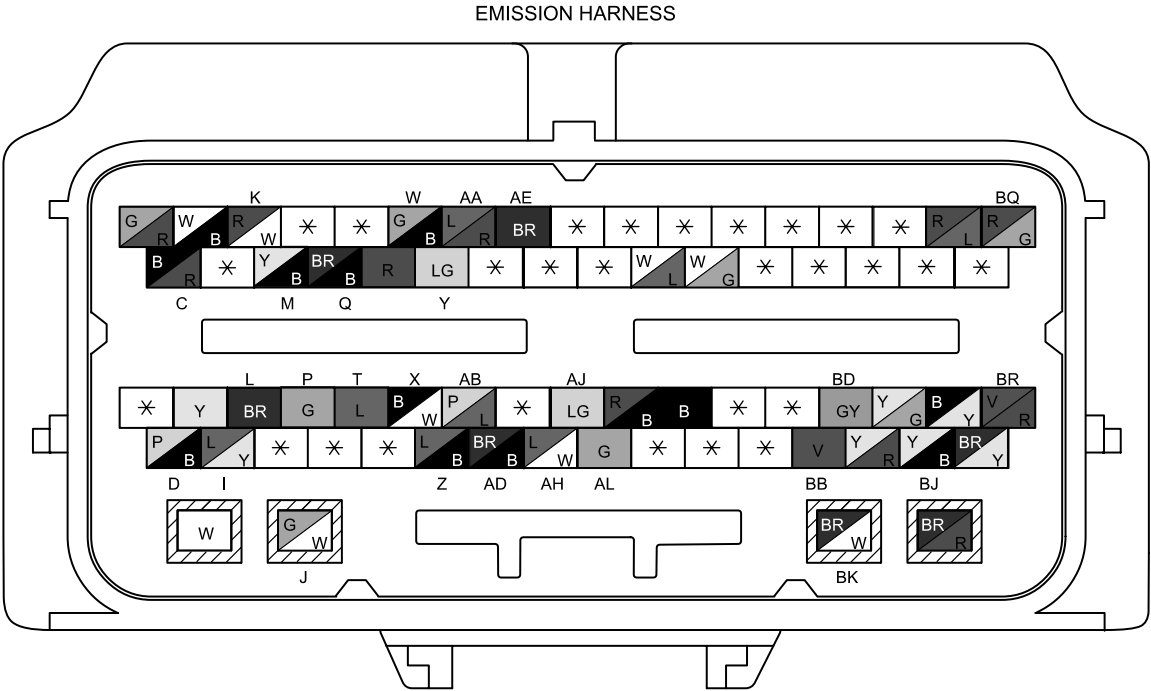 EMISSION HARNESS
K W AA AE BQ
G R W B R W * * G B L R BR * * * * * * * R L R G
B R * Y B BR B R LG * * * W L W G * * * * *
C M Q Y
L P T X AB AJ BD BR
* Y BR G L B W P L * LG R B B * * GY Y G B Y V R
P B L Y * * * L B BR B L W G * * * V Y R Y B BR Y
D I Z AD AH AL BB BJ
W G W BR W BR R
J BK